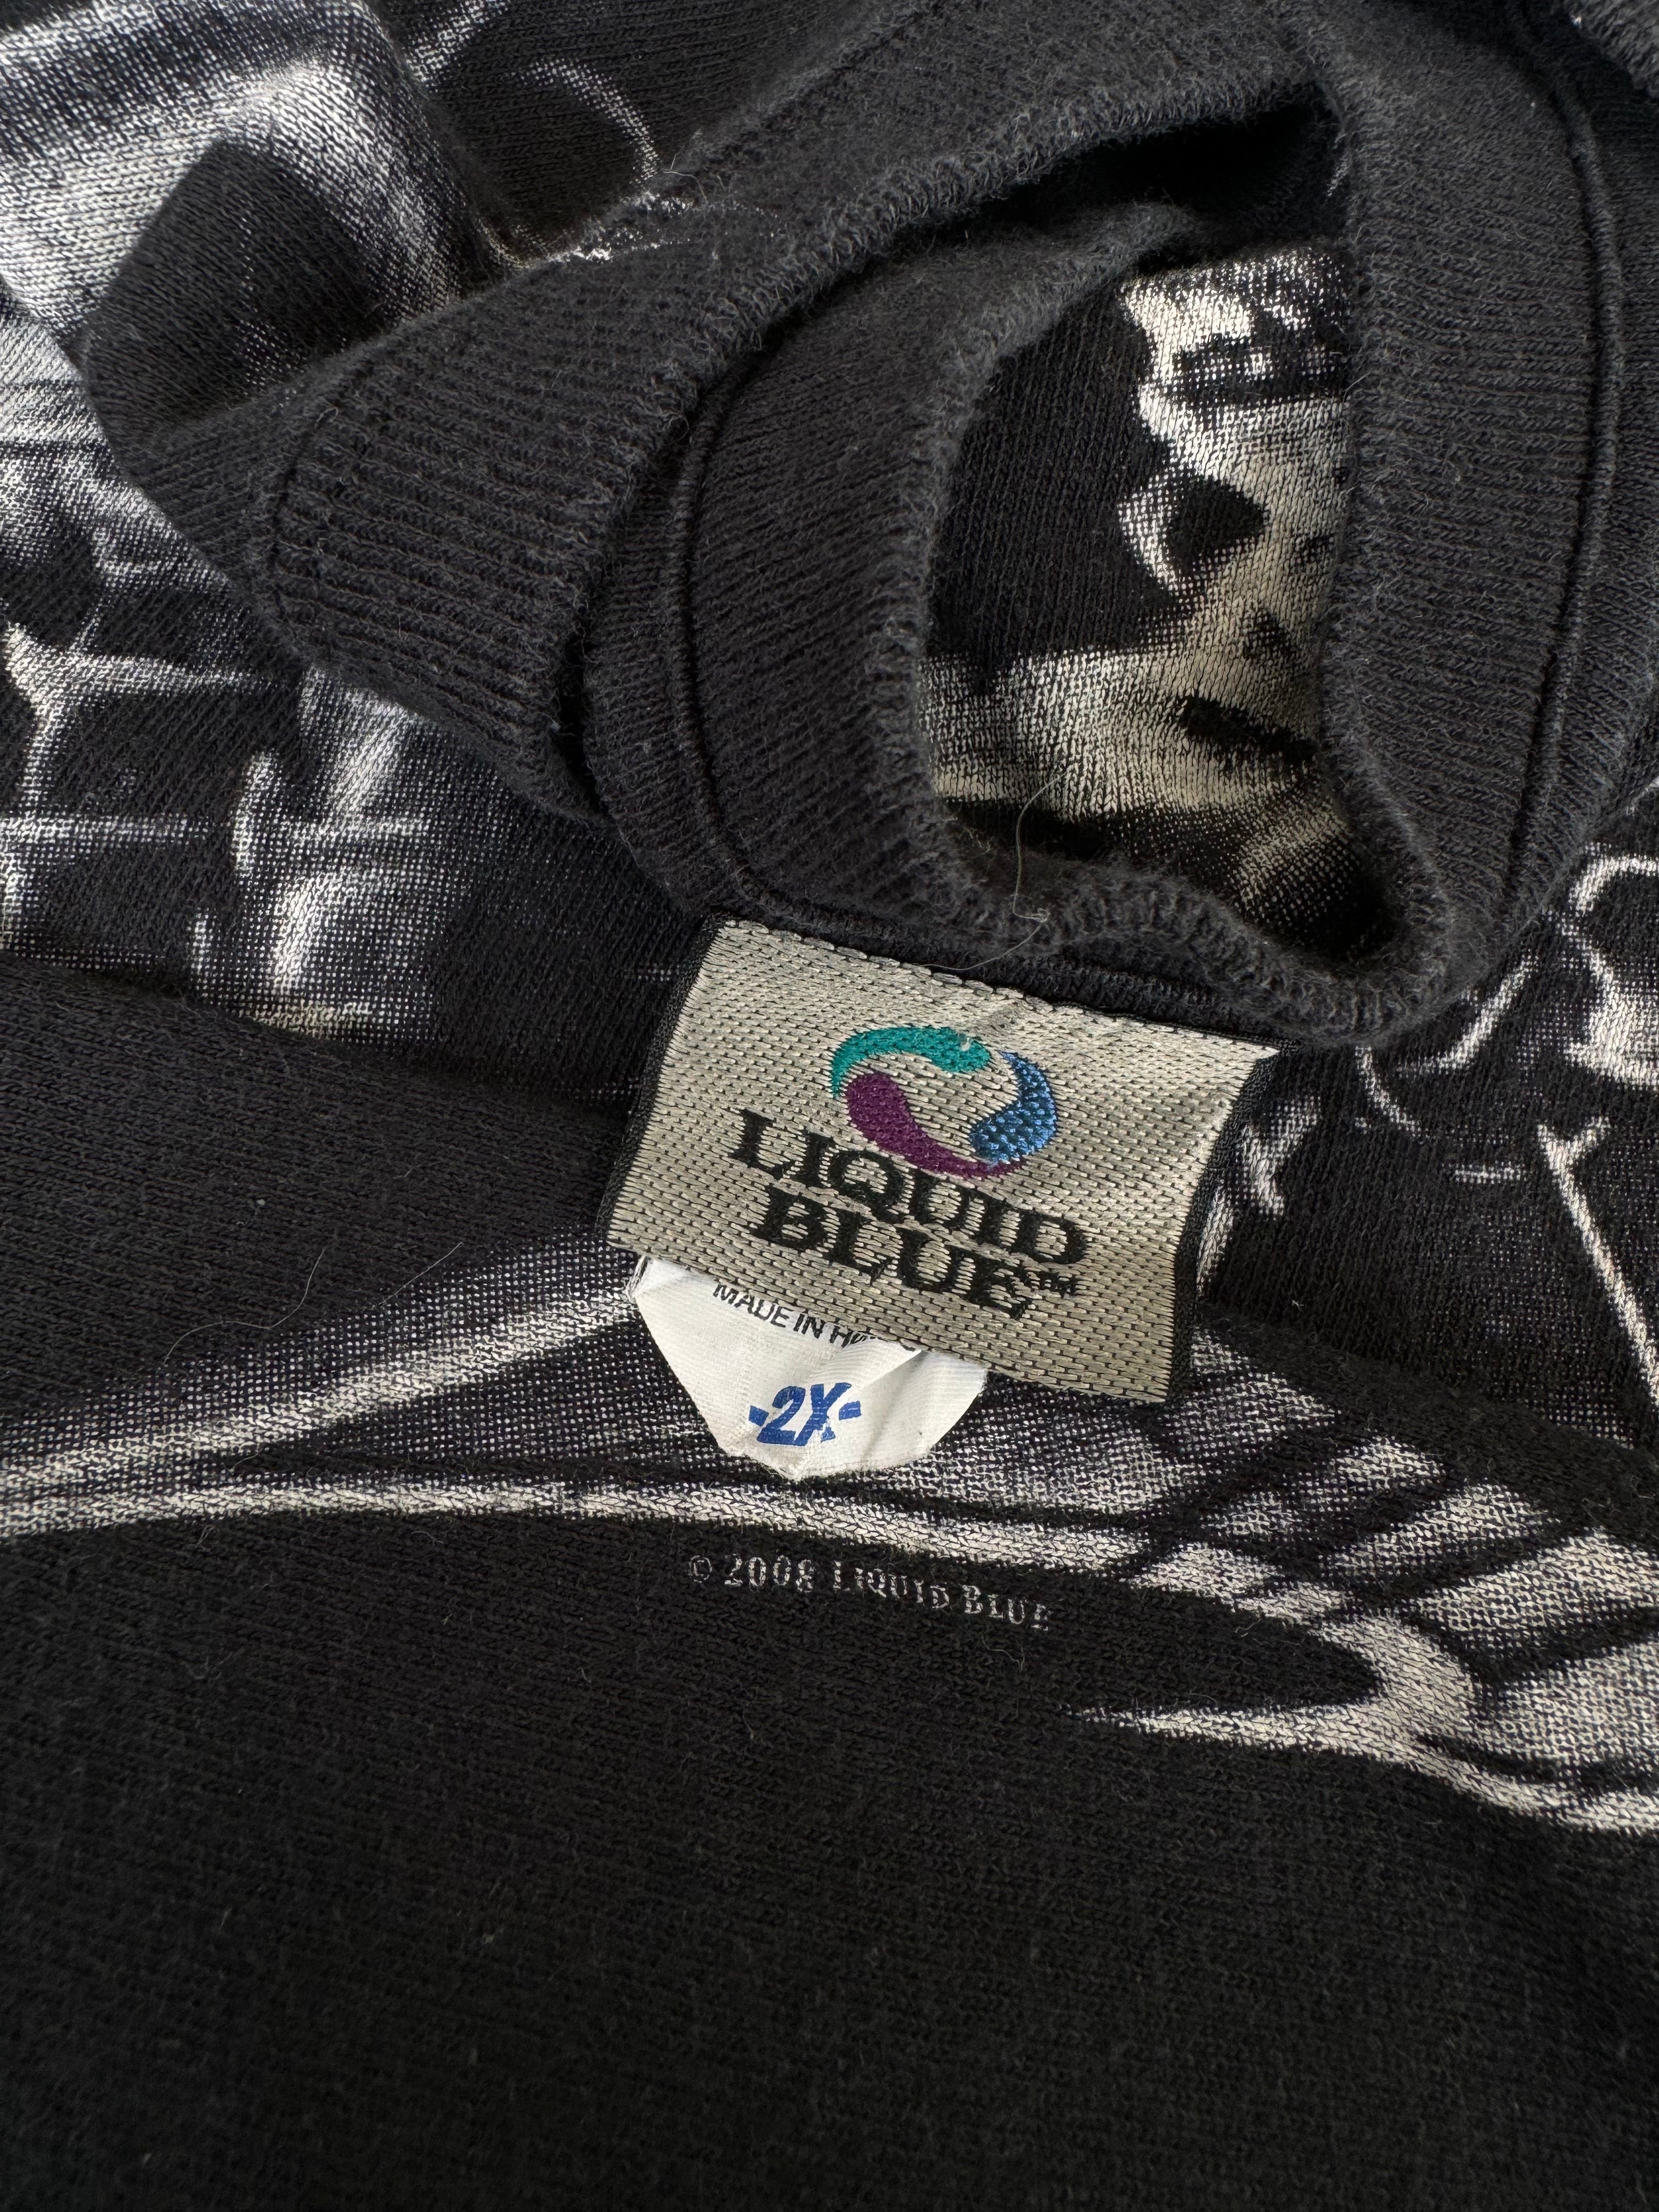 LIQUID
BLUE™
MADE IN
-2X-
© 2008 LIQUID BLUE